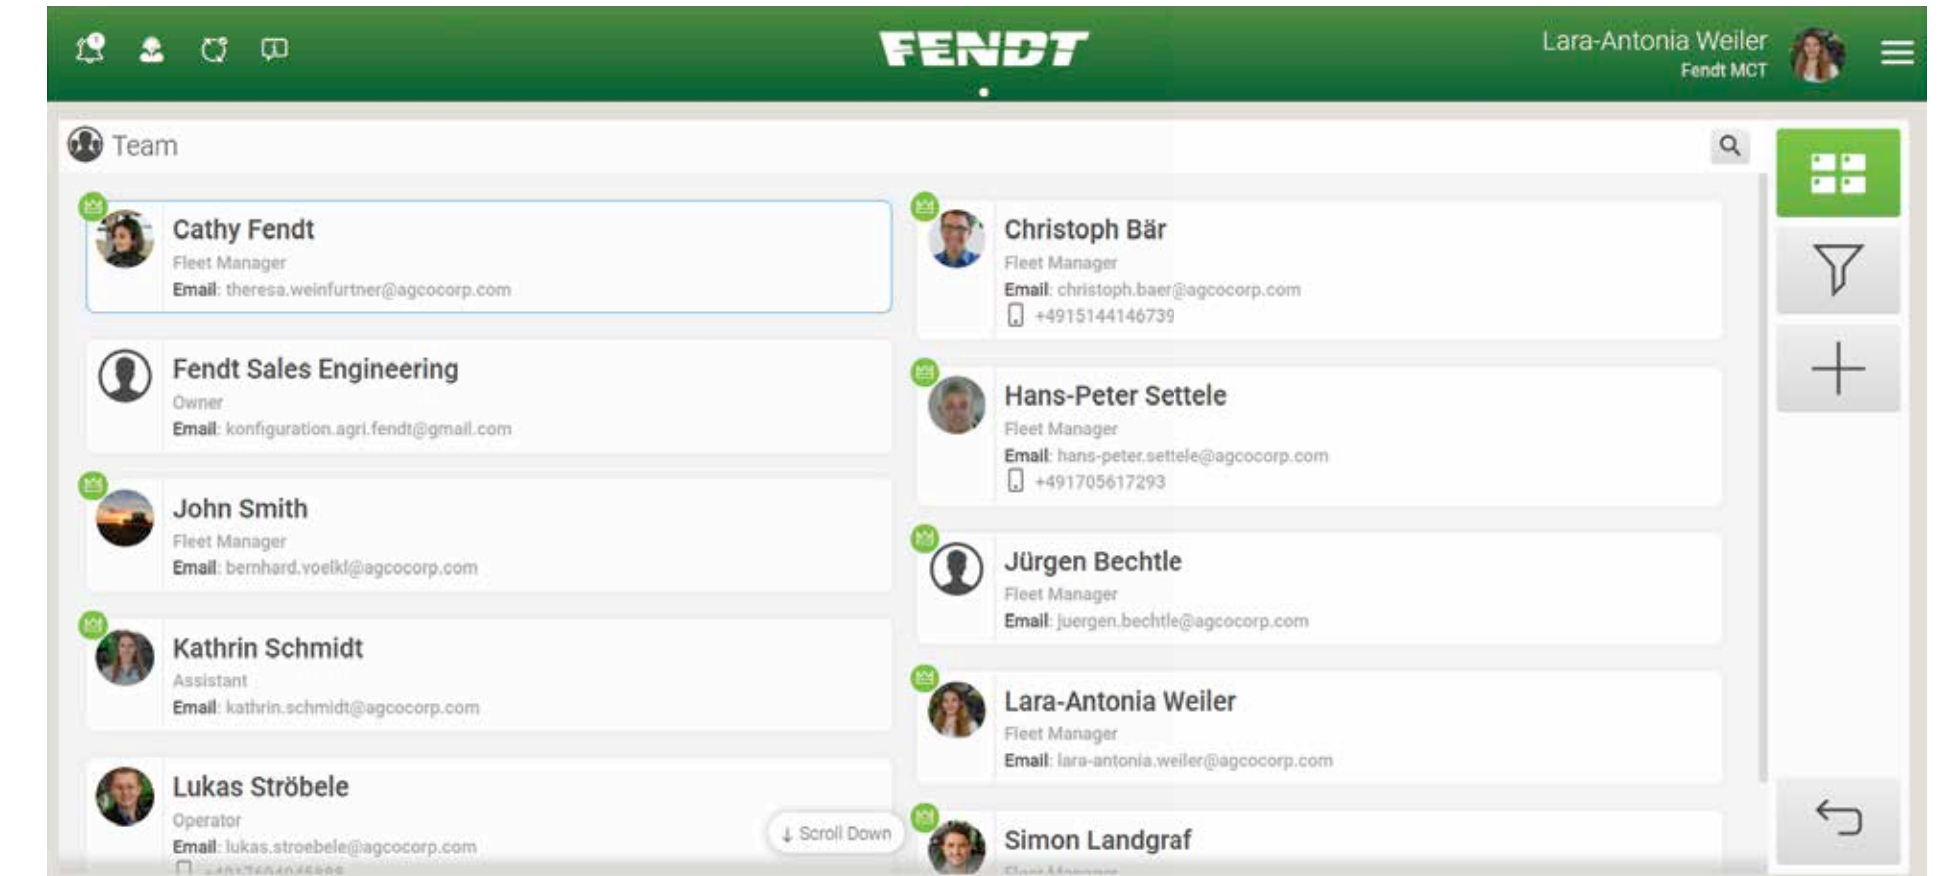 FENDT
Lara-Antonia Weiler
Fendt MCT
Team
Cathy Fendt
Fleet Manager
Email: theresa.weinfurtner@agcocorp.com
Fendt Sales Engineering
Owner
Email: konfiguration.agri.fendt@gmail.com
John Smith
Fleet Manager
Email: bernhard.voelkl@agcocorp.com
Kathrin Schmidt
Assistant
Email: kathrin.schmidt@agcocorp.com
Lukas Ströbele
Operator
Email: lukas.stroebele@agcocorp.com
Christoph Bär
Fleet Manager
Email: christoph.baer@agcocorp.com
+4915144146739
Hans-Peter Settele
Fleet Manager
Email: hans-peter.settele@agcocorp.com
+491705617293
Jürgen Bechtle
Fleet Manager
Email: juergen.bechtle@agcocorp.com
Lara-Antonia Weiler
Fleet Manager
Email: lara-antonia.weiler@agcocorp.com
Simon Landgraf
Fleet Manager
↓ Scroll Down